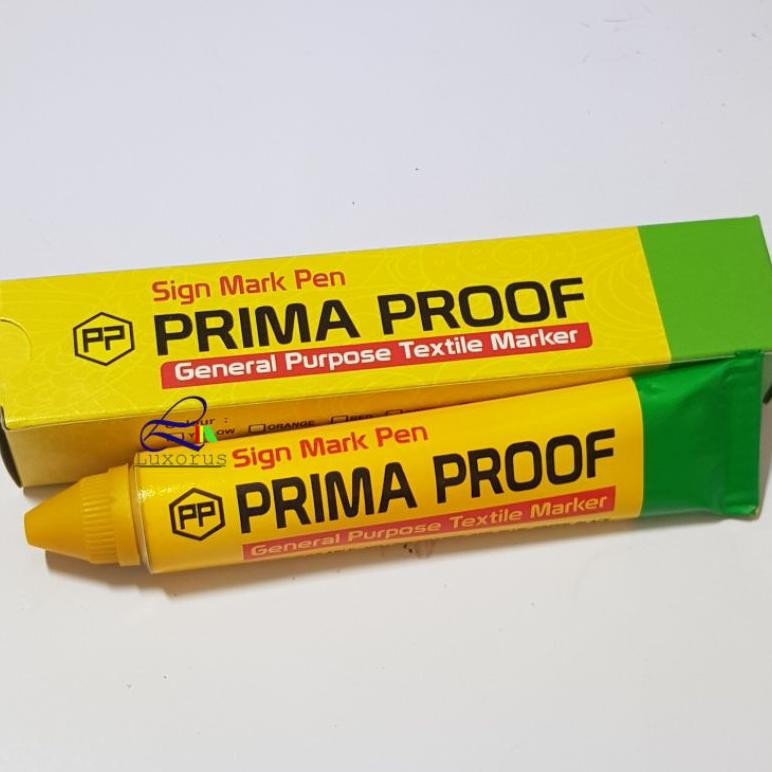 Sign Mark Pen
PP PRIMA PROOF
General Purpose Textile Marker
ORANGE
Luxorus
Sign Mark Pen
PP PRIMA PROOF
General Purpose Textile Marker